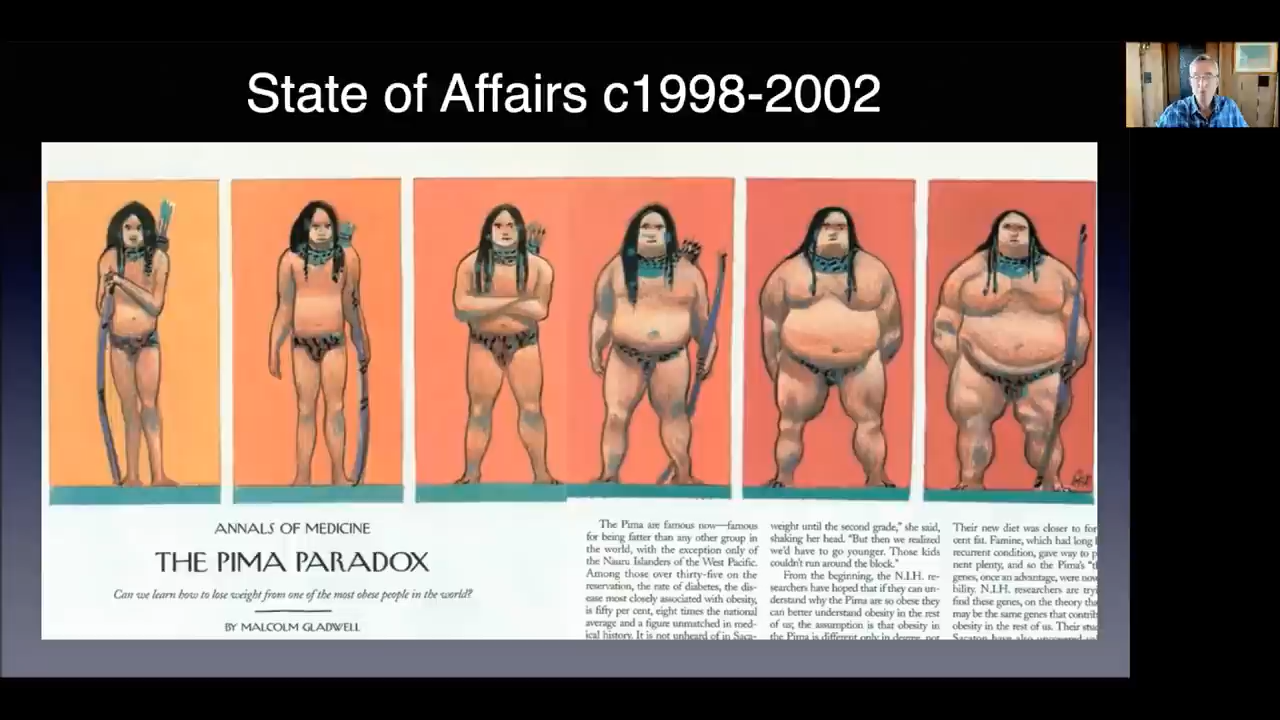 State of Affairs c1998-2002
ANNALS OF MEDICINE
THE PIMA PARADOX
Can we learn how to lose weight from one of the most obese people in the world?
BY MALCOLM GLADWELL
The Pima are famous now—famous
for being fatter than any other group in
the world, with the exception only of
the Nauru Islanders of the West Pacific.
Among those over thirty-five on the
reservation, the rate of diabetes, the dis-
ease most closely associated with obesity,
is fifty per cent, eight times the national
average and a figure unmatched in med-
ical history. It is not unheard of in Saca-
weight until the second grade," she said,
shaking her head. "But then we realized
we'd have to go younger. Those kids
couldn't run around the block."
From the beginning, the N.I.H. re-
searchers have hoped that if they can un-
derstand why the Pima are so obese they
can better understand obesity in the rest
of us; the assumption is that obesity in
the Pima is different only in degree, not
Their new diet was closer to for
cent fat. Famine, which had long
recurrent condition, gave way to p
nent plenty, and so the Pima's "t
genes, once an advantage, were now
bility. N.I.H. researchers are tryi
find these genes, on the theory tha
may be the same genes that contrib
obesity in the rest of us. Their stud
Sacaton have also uncovered